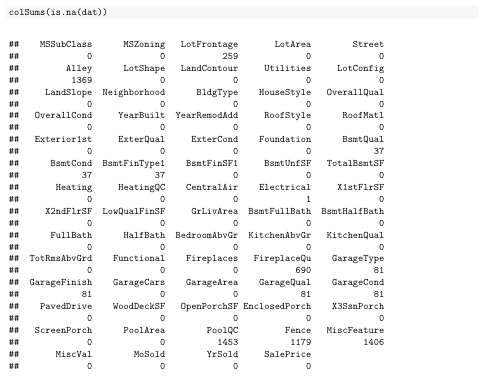 colSums(is.na(dat))
## MSSubClass MSZoning LotFrontage LotArea Street
## 0 0 259 0 0
## Alley LotShape LandContour Utilities LotConfig
## 1369 0 0 0 0
## LandSlope Neighborhood BldgType HouseStyle OverallQual
## 0 0 0 0 0
## OverallCond YearBuilt YearRemodAdd RoofStyle RoofMatl
## 0 0 0 0 0
## Exterior1st ExterQual ExterCond Foundation BsmtQual
## 0 0 0 0 37
## BsmtCond BsmtFinType1 BsmtFinSF1 BsmtUnfSF TotalBsmtSF
## 37 37 0 0 0
## Heating HeatingQC CentralAir Electrical X1stFlrSF
## 0 0 0 1 0
## X2ndFlrSF LowQualFinSF GrLivArea BsmtFullBath BsmtHalfBath
## 0 0 0 0 0
## FullBath HalfBath BedroomAbvGr KitchenAbvGr KitchenQual
## 0 0 0 0 0
## TotRmsAbvGrd Functional Fireplaces FireplaceQu GarageType
## 0 0 0 690 81
## GarageFinish GarageCars GarageArea GarageQual GarageCond
## 81 0 0 81 81
## PavedDrive WoodDeckSF OpenPorchSF EnclosedPorch X3SsnPorch
## 0 0 0 0 0
## ScreenPorch PoolArea PoolQC Fence MiscFeature
## 0 0 1453 1179 1406
## MiscVal MoSold YrSold SalePrice
## 0 0 0 0